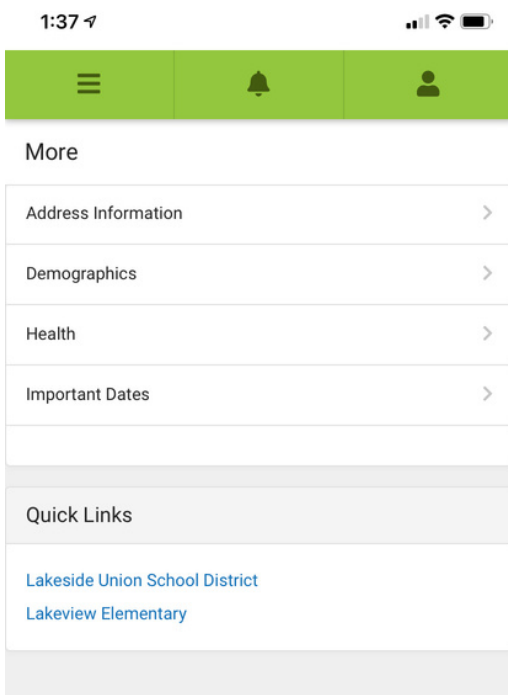 1:37
More
Address Information
Demographics
Health
Important Dates
Quick Links
Lakeside Union School District
Lakeview Elementary